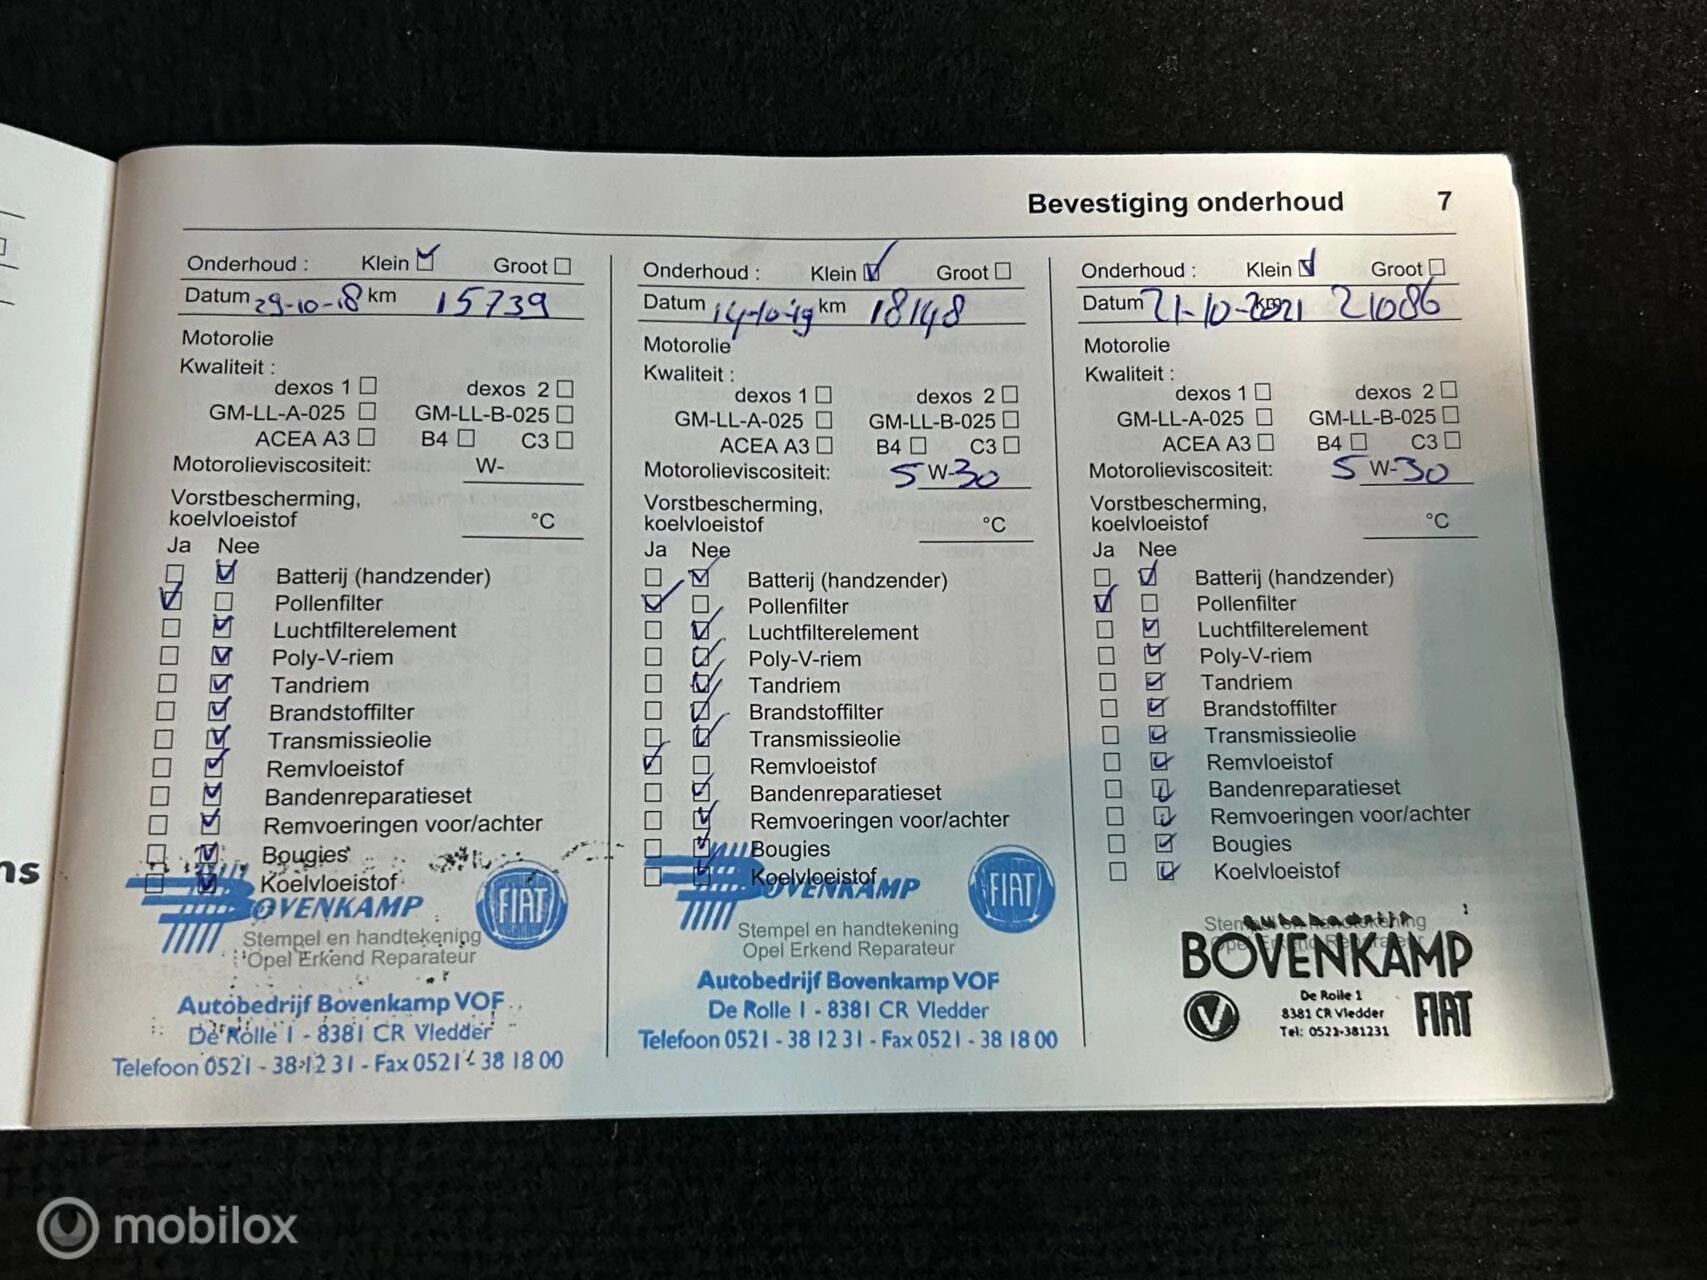 Bevestiging onderhoud 7
Onderhoud : Klein Groot
Datum 29-10-18 km 15739
Motorolie
Kwaliteit :
dexos 1 dexos 2
GM-LL-A-025 GM-LL-B-025
ACEA A3 B4 C3
Motorolieviscositeit: W-
Vorstbescherming,
koelvloeistof °C
Ja Nee
Batterij (handzender)
Pollenfilter
Luchtfilterelement
Poly-V-riem
Tandriem
Brandstoffilter
Transmissieolie
Remvloeistof
Bandenreparatieset
Remvoeringen voor/achter
Bougies
Koelvloeistof
BOVENKAMP FIAT
Stempel en handtekening
Opel Erkend Reparateur
Autobedrijf Bovenkamp VOF
De Rolle 1 - 8381 CR Vledder
Telefoon 0521 - 38 12 31 - Fax 0521 - 38 18 00
Onderhoud : Klein Groot
Datum 14-10-19 km 18148
Motorolie
Kwaliteit :
dexos 1 dexos 2
GM-LL-A-025 GM-LL-B-025
ACEA A3 B4 C3
Motorolieviscositeit: 5 W-30
Vorstbescherming,
koelvloeistof °C
Ja Nee
Batterij (handzender)
Pollenfilter
Luchtfilterelement
Poly-V-riem
Tandriem
Brandstoffilter
Transmissieolie
Remvloeistof
Bandenreparatieset
Remvoeringen voor/achter
Bougies
Koelvloeistof
BOVENKAMP FIAT
Stempel en handtekening
Opel Erkend Reparateur
Autobedrijf Bovenkamp VOF
De Rolle 1 - 8381 CR Vledder
Telefoon 0521 - 38 12 31 - Fax 0521 - 38 18 00
Onderhoud : Klein Groot
Datum 21-10-2021 km 21086
Motorolie
Kwaliteit :
dexos 1 dexos 2
GM-LL-A-025 GM-LL-B-025
ACEA A3 B4 C3
Motorolieviscositeit: 5 W-30
Vorstbescherming,
koelvloeistof °C
Ja Nee
Batterij (handzender)
Pollenfilter
Luchtfilterelement
Poly-V-riem
Tandriem
Brandstoffilter
Transmissieolie
Remvloeistof
Bandenreparatieset
Remvoeringen voor/achter
Bougies
Koelvloeistof
Stempel en handtekening
Opel Erkend Reparateur
BOVENKAMP
De Rolle 1
8381 CR Vledder
Tel: 0521-381231
FIAT
ns
mobilox